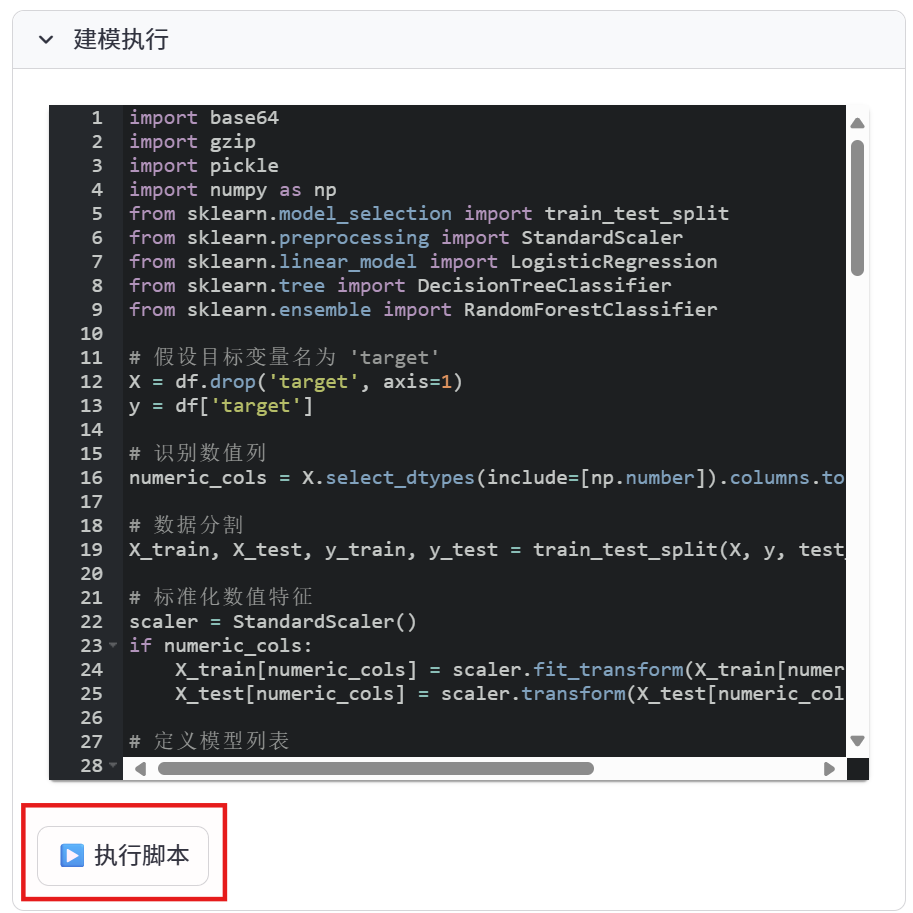 建模执行
1 import base64
2 import gzip
3 import pickle
4 import numpy as np
5 from sklearn.model_selection import train_test_split
6 from sklearn.preprocessing import StandardScaler
7 from sklearn.linear_model import LogisticRegression
8 from sklearn.tree import DecisionTreeClassifier
9 from sklearn.ensemble import RandomForestClassifier
10
11 # 假设目标变量名为 'target'
12 X = df.drop('target', axis=1)
13 y = df['target']
14
15 # 识别数值列
16 numeric_cols = X.select_dtypes(include=[np.number]).columns.to
17
18 # 数据分割
19 X_train, X_test, y_train, y_test = train_test_split(X, y, test_
20
21 # 标准化数值特征
22 scaler = StandardScaler()
23 if numeric_cols:
24     X_train[numeric_cols] = scaler.fit_transform(X_train[numer
25     X_test[numeric_cols] = scaler.transform(X_test[numeric_col
26
27 # 定义模型列表
28
执行脚本